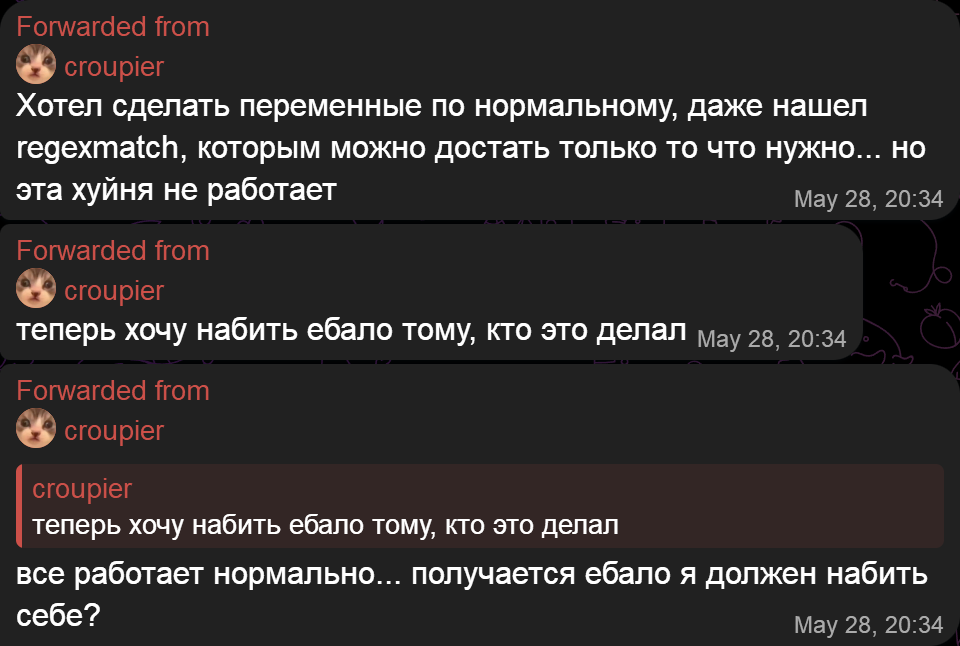 Forwarded from
croupier
Хотел сделать переменные по нормальному, даже нашел
regexmatch, которым можно достать только то что нужно... но
эта хуйня не работает
May 28, 20:34
Forwarded from
croupier
теперь хочу набить ебало тому, кто это делал
May 28, 20:34
Forwarded from
croupier
croupier
теперь хочу набить ебало тому, кто это делал
все работает нормально... получается ебало я должен набить
себе?
May 28, 20:34